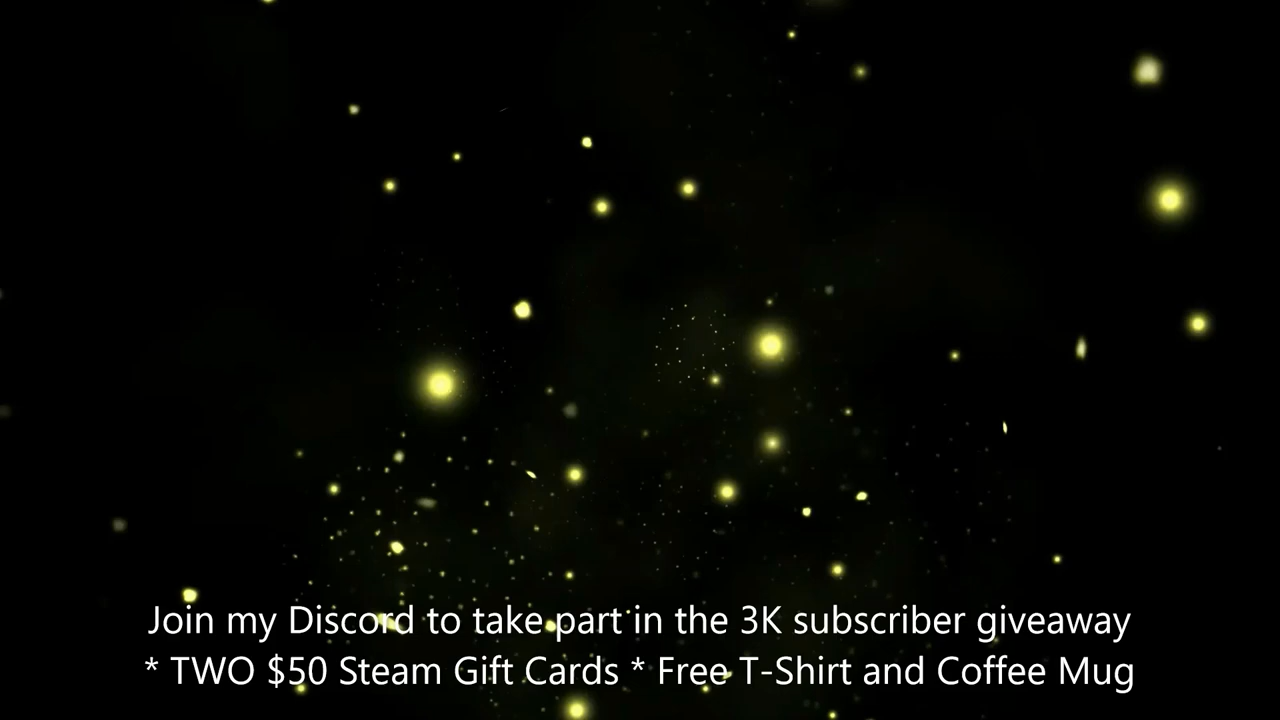 Join my Discord to take part in the 3K subscriber giveaway
* TWO $50 Steam Gift Cards * Free T-Shirt and Coffee Mug